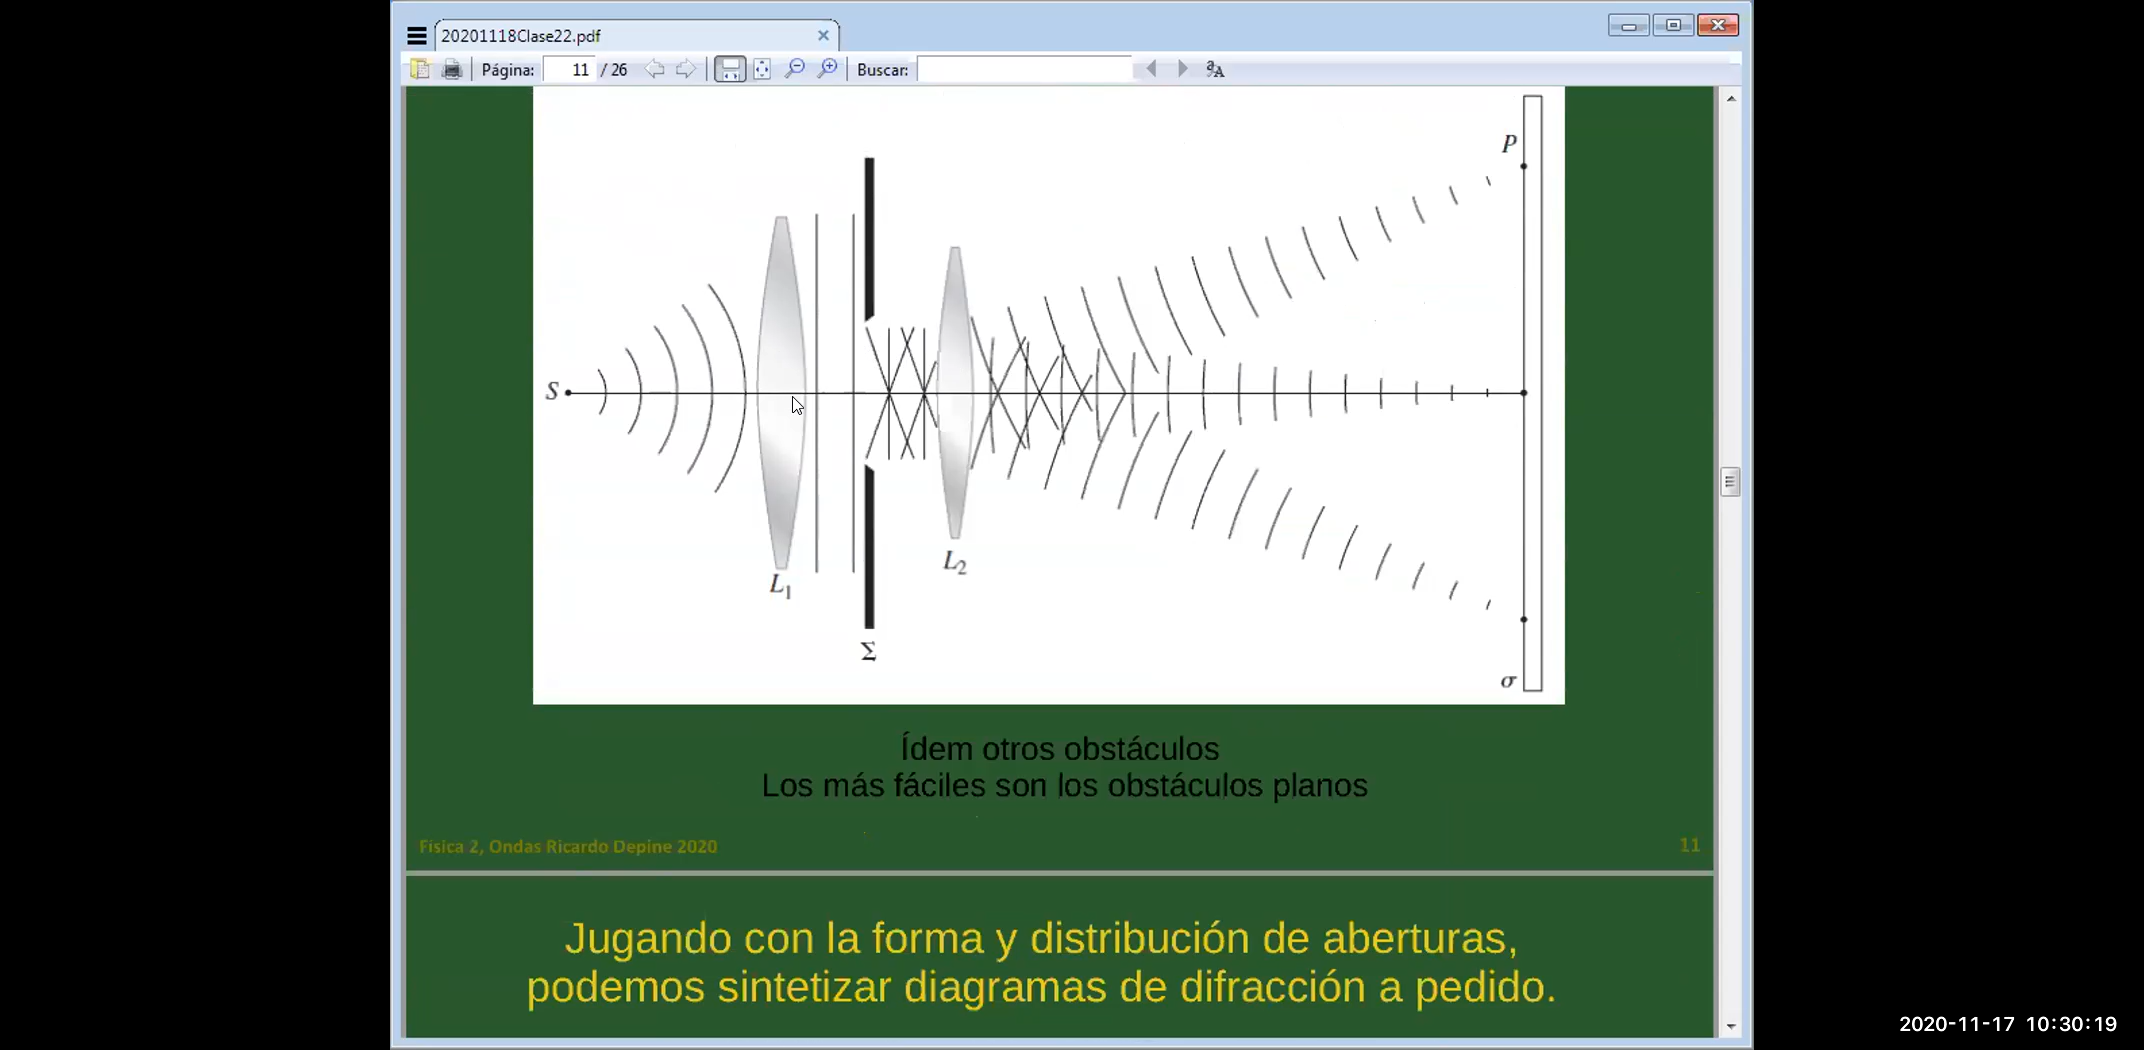 20201118Clase22.pdf
Página: 11 / 26 Buscar:
P
S
L₁
L₂
Σ
σ
Ídem otros obstáculos
Los más fáciles son los obstáculos planos
Física 2, Ondas Ricardo Depine 2020 11
Jugando con la forma y distribución de aberturas,
podemos sintetizar diagramas de difracción a pedido.
2020-11-17 10:30:19